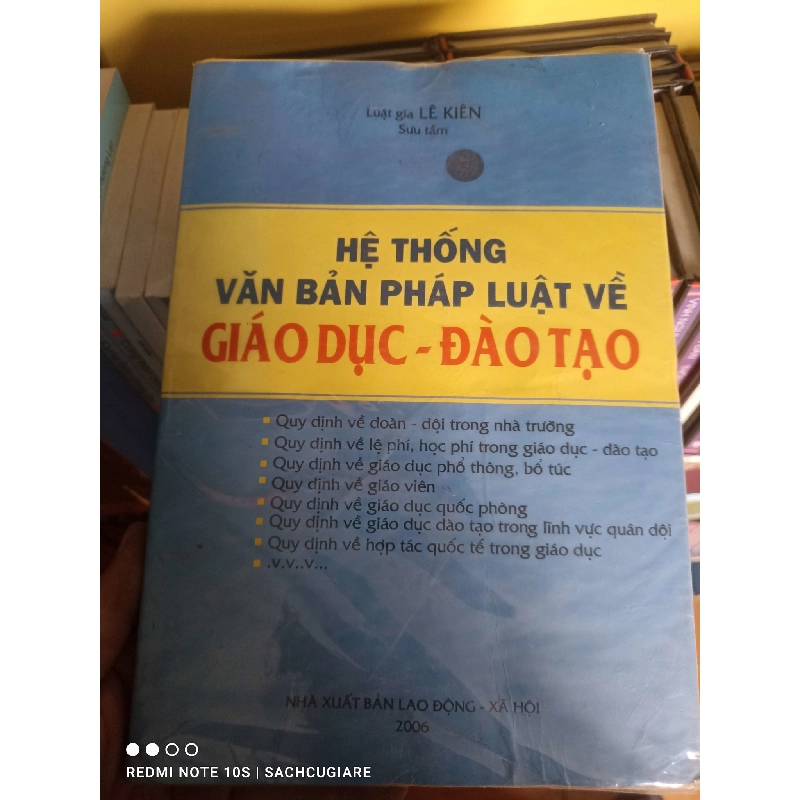 Luật gia LÊ KIÊN
Sưu tầm
HỆ THỐNG
VĂN BẢN PHÁP LUẬT VỀ
GIÁO DỤC - ĐÀO TẠO
Quy định về đoàn - đội trong nhà trường
Quy định về lệ phí, học phí trong giáo dục - đào tạo
Quy định về giáo dục phổ thông, bổ túc
Quy định về giáo viên
Quy định về giáo dục quốc phòng
Quy định về giáo dục đào tạo trong lĩnh vực quân đội
Quy định về hợp tác quốc tế trong giáo dục
.v.v..v...
NHÀ XUẤT BẢN LAO ĐỘNG - XÃ HỘI
2006
REDMI NOTE 10S | SACHCUGIARE